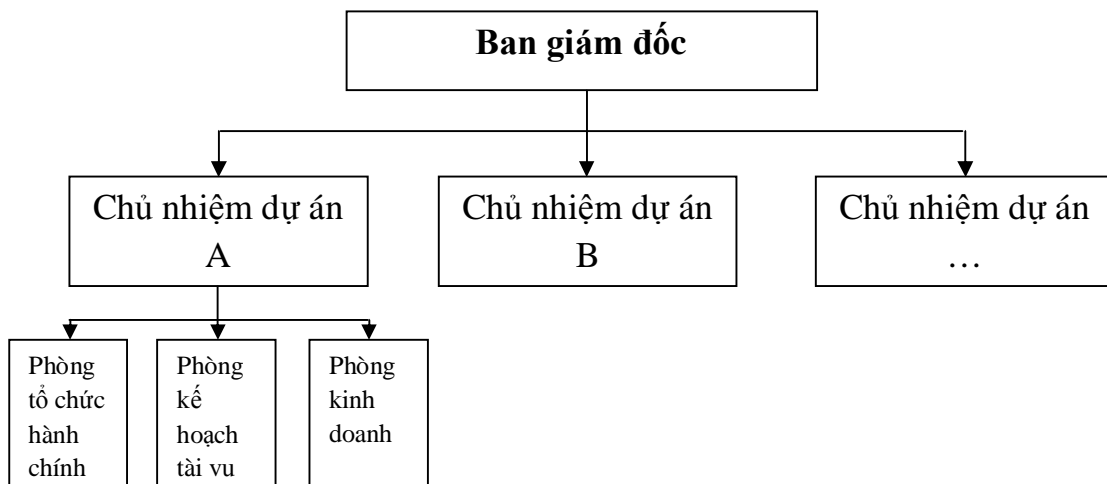 Ban giám đốc
Chủ nhiệm dự án
A
Chủ nhiệm dự án
B
Chủ nhiệm dự án
…
Phòng
tổ chức
hành
chính
Phòng
kế
hoạch
tài vu
Phòng
kinh
doanh